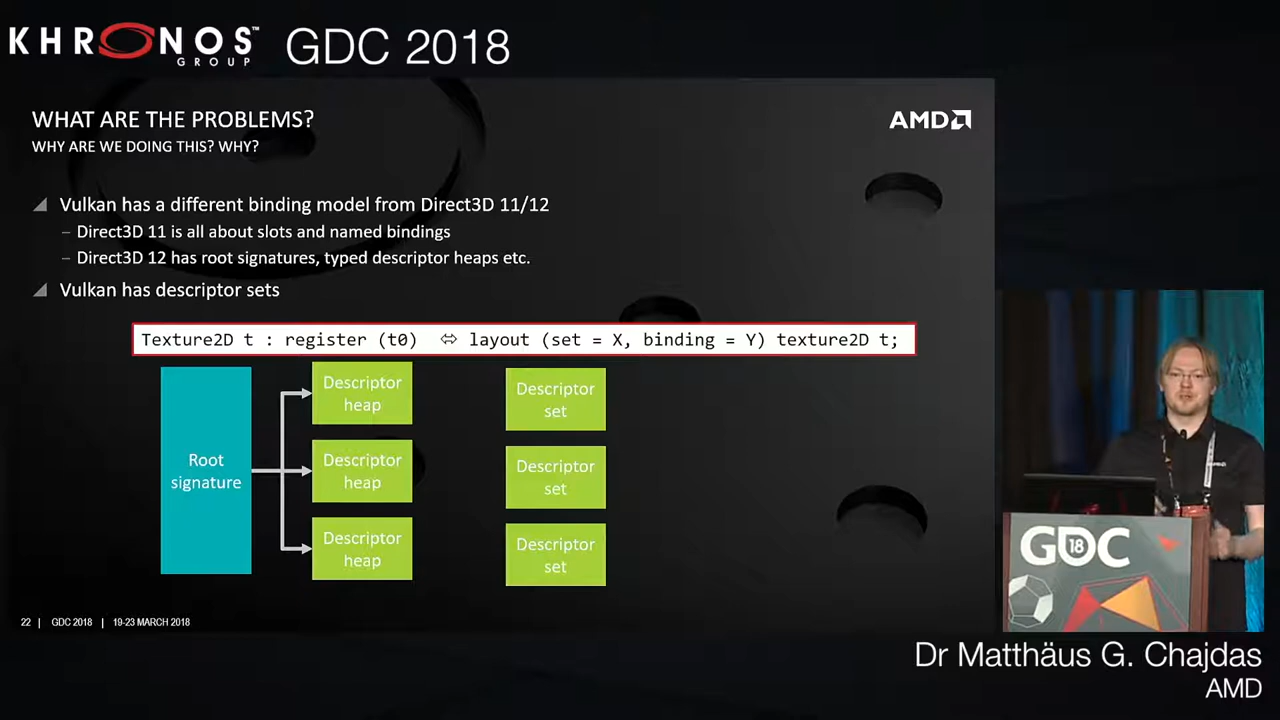 KHRONOS™
GROUP
GDC 2018
WHAT ARE THE PROBLEMS?
WHY ARE WE DOING THIS? WHY?
AMD
Vulkan has a different binding model from Direct3D 11/12
– Direct3D 11 is all about slots and named bindings
– Direct3D 12 has root signatures, typed descriptor heaps etc.
Vulkan has descriptor sets
Texture2D t : register (t0) ⇔ layout (set = X, binding = Y) texture2D t;
Root
signature
Descriptor
heap
Descriptor
heap
Descriptor
heap
Descriptor
set
Descriptor
set
Descriptor
set
22 | GDC 2018 | 19-23 MARCH 2018
GDC
18
Dr Matthäus G. Chajdas
AMD